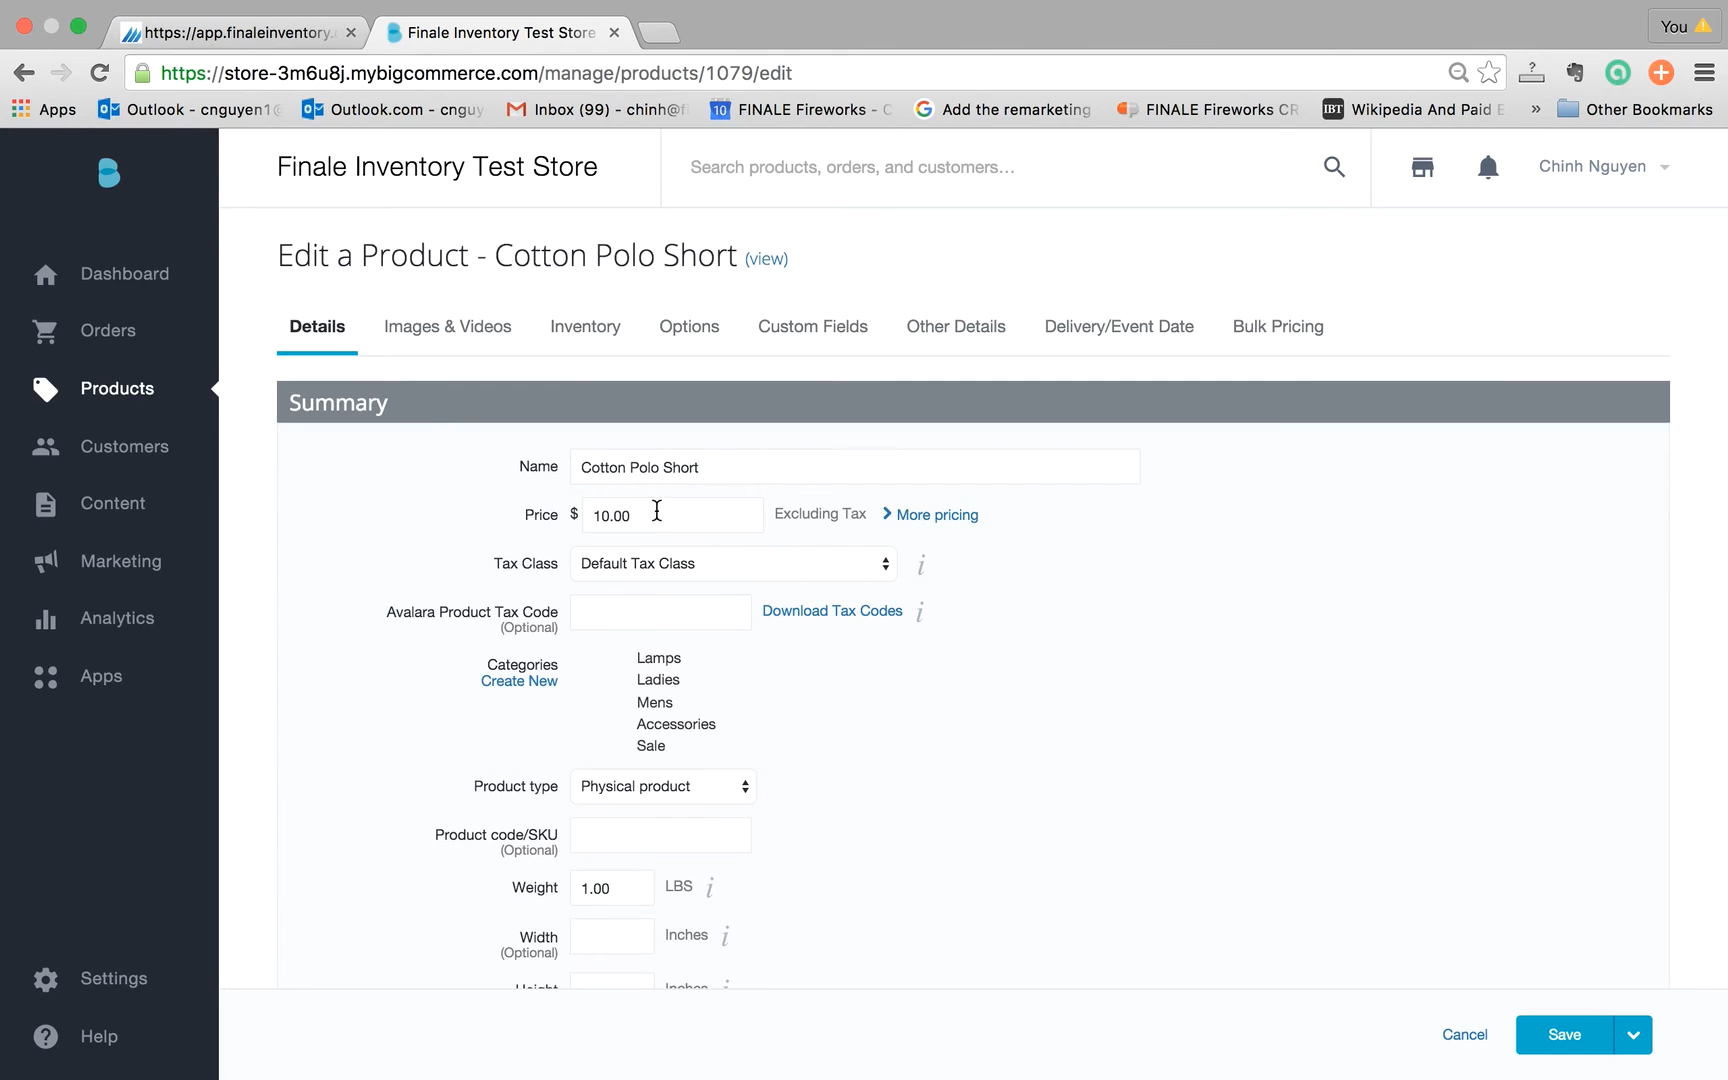 https://app.finaleinventory.
Finale Inventory Test Store
You
https://store-3m6u8j.mybigcommerce.com/manage/products/1079/edit
Apps
Outlook - cnguyen1@
Outlook.com - cnguy
Inbox (99) - chinh@f
10 FINALE Fireworks - C
Add the remarketing
FINALE Fireworks CR
IBT Wikipedia And Paid E
» Other Bookmarks
Finale Inventory Test Store
Search products, orders, and customers…
Chinh Nguyen
Dashboard
Orders
Products
Customers
Content
Marketing
Analytics
Apps
Settings
Help
Edit a Product - Cotton Polo Short (view)
Details Images & Videos Inventory Options Custom Fields Other Details Delivery/Event Date Bulk Pricing
Summary
Name Cotton Polo Short
Price $ 10.00 Excluding Tax More pricing
Tax Class Default Tax Class i
Avalara Product Tax Code Download Tax Codes i
(Optional)
Categories
Create New
Lamps
Ladies
Mens
Accessories
Sale
Product type Physical product
Product code/SKU
(Optional)
Weight 1.00 LBS i
Width Inches i
(Optional)
Height Inches i
Cancel Save